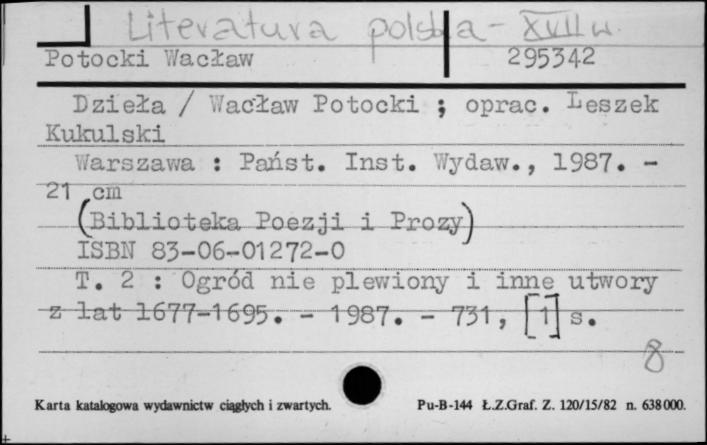 Literatura polska - XVII w.
Potocki Wacław 295342
Dzieła / Wacław Potocki ; oprac. Leszek
Kukulski
Warszawa : Państ. Inst. Wydaw., 1987. -
21 cm
(Biblioteka Poezji i Prozy)
ISBN 83-06-01272-0
T. 2 : Ogród nie plewiony i inne utwory
z lat 1677-1695. - 1987. - 731, [1] s.
8
Karta katalogowa wydawnictw ciągłych i zwartych. Pu-B-144 Ł.Z.Graf. Z. 120/15/82 n. 638000.